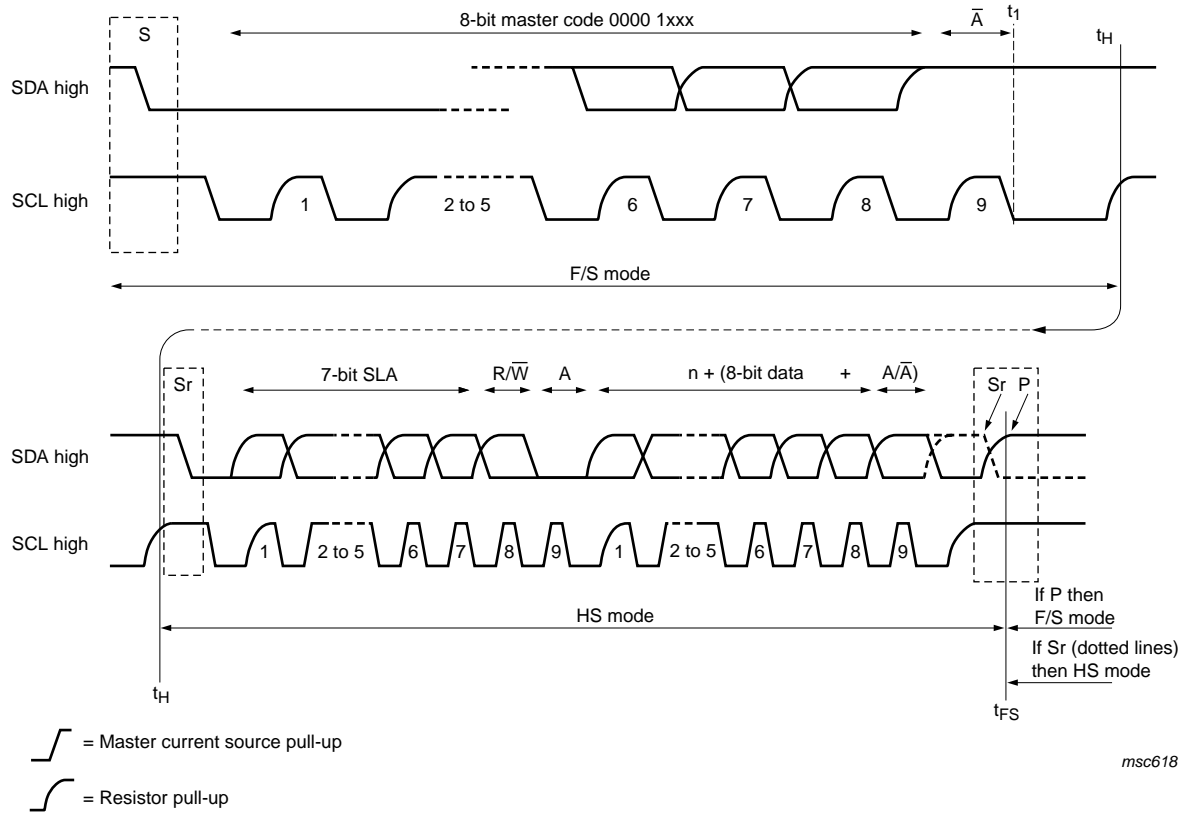 8-bit master code 0000 1xxx
A̅
t1
tH
S
SDA high
SCL high
1
2 to 5
6
7
8
9
F/S mode
Sr
7-bit SLA
R/W̅
A
n + (8-bit data + A/A̅)
Sr P
SDA high
SCL high
1
2 to 5
6
7
8
9
1
2 to 5
6
7
8
9
If P then
F/S mode
HS mode
If Sr (dotted lines)
then HS mode
tH
tFS
= Master current source pull-up
msc618
= Resistor pull-up